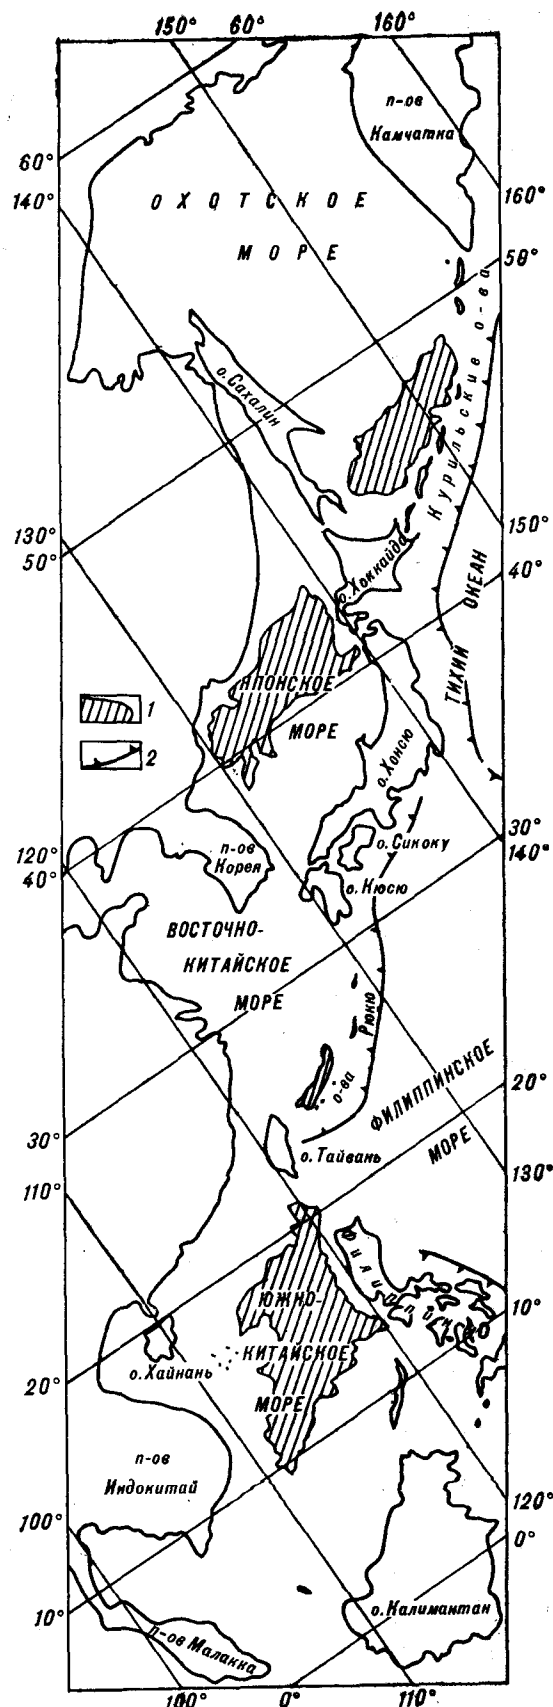 150° 60° 160°
п-ов
Камчатка
60°
140°
ОХОТСКОЕ
МОРЕ
160°
50°
Курильские о-ва
о. Сахалин
130°
50°
150°
40°
о. Хоккайдо
ТИХИЙ ОКЕАН
ЯПОНСКОЕ
МОРЕ
1
2
о. Хонсю
30°
140°
120°
40°
п-ов
Корея
о. Сикоку
о. Кюсю
ВОСТОЧНО-
КИТАЙСКОЕ
МОРЕ
о-ва Рюкю
ФИЛИППИНСКОЕ
МОРЕ
20°
130°
30°
110°
о. Тайвань
ЮЖНО-
КИТАЙСКОЕ
МОРЕ
10°
о. Хайнань
20°
п-ов
Индокитай
100°
10°
120°
0°
о. Калимантан
п-ов Малакка
100° 0° 110°